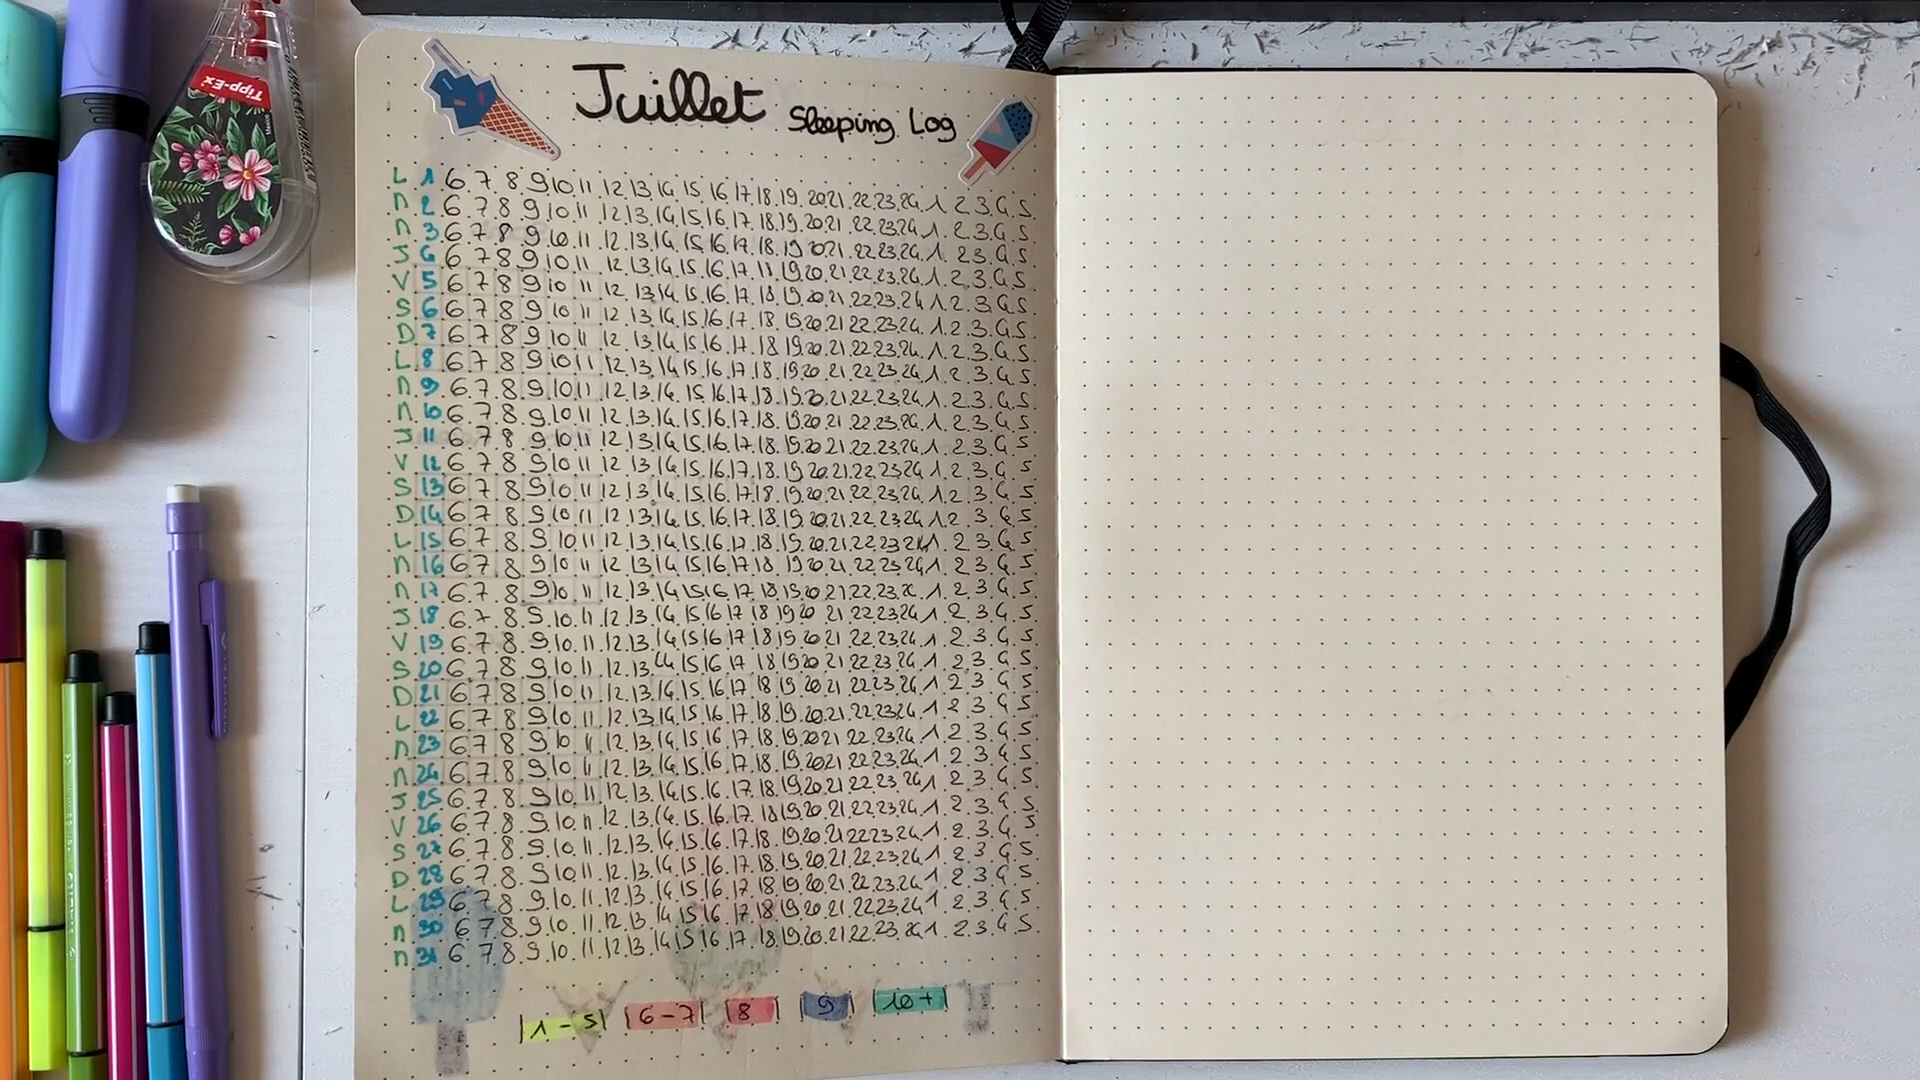 Juillet Sleeping Log
L 1 6 7 8 9 10 11 12 13 14 15 16 17 18 19 20 21 22 23 24 1 2 3 4 5
M 2 6 7 8 9 10 11 12 13 14 15 16 17 18 19 20 21 22 23 24 1 2 3 4 5
M 3 6 7 8 9 10 11 12 13 14 15 16 17 18 19 20 21 22 23 24 1 2 3 4 5
J 4 6 7 8 9 10 11 12 13 14 15 16 17 18 19 20 21 22 23 24 1 2 3 4 5
V 5 6 7 8 9 10 11 12 13 14 15 16 17 18 19 20 21 22 23 24 1 2 3 4 5
S 6 6 7 8 9 10 11 12 13 14 15 16 17 18 19 20 21 22 23 24 1 2 3 4 5
D 7 6 7 8 9 10 11 12 13 14 15 16 17 18 19 20 21 22 23 24 1 2 3 4 5
L 8 6 7 8 9 10 11 12 13 14 15 16 17 18 19 20 21 22 23 24 1 2 3 4 5
M 9 6 7 8 9 10 11 12 13 14 15 16 17 18 19 20 21 22 23 24 1 2 3 4 5
M 10 6 7 8 9 10 11 12 13 14 15 16 17 18 19 20 21 22 23 24 1 2 3 4 5
J 11 6 7 8 9 10 11 12 13 14 15 16 17 18 19 20 21 22 23 24 1 2 3 4 5
V 12 6 7 8 9 10 11 12 13 14 15 16 17 18 19 20 21 22 23 24 1 2 3 4 5
S 13 6 7 8 9 10 11 12 13 14 15 16 17 18 19 20 21 22 23 24 1 2 3 4 5
D 14 6 7 8 9 10 11 12 13 14 15 16 17 18 19 20 21 22 23 24 1 2 3 4 5
L 15 6 7 8 9 10 11 12 13 14 15 16 17 18 19 20 21 22 23 24 1 2 3 4 5
M 16 6 7 8 9 10 11 12 13 14 15 16 17 18 19 20 21 22 23 24 1 2 3 4 5
M 17 6 7 8 9 10 11 12 13 14 15 16 17 18 19 20 21 22 23 24 1 2 3 4 5
J 18 6 7 8 9 10 11 12 13 14 15 16 17 18 19 20 21 22 23 24 1 2 3 4 5
V 19 6 7 8 9 10 11 12 13 14 15 16 17 18 19 20 21 22 23 24 1 2 3 4 5
S 20 6 7 8 9 10 11 12 13 14 15 16 17 18 19 20 21 22 23 24 1 2 3 4 5
D 21 6 7 8 9 10 11 12 13 14 15 16 17 18 19 20 21 22 23 24 1 2 3 4 5
L 22 6 7 8 9 10 11 12 13 14 15 16 17 18 19 20 21 22 23 24 1 2 3 4 5
M 23 6 7 8 9 10 11 12 13 14 15 16 17 18 19 20 21 22 23 24 1 2 3 4 5
M 24 6 7 8 9 10 11 12 13 14 15 16 17 18 19 20 21 22 23 24 1 2 3 4 5
J 25 6 7 8 9 10 11 12 13 14 15 16 17 18 19 20 21 22 23 24 1 2 3 4 5
V 26 6 7 8 9 10 11 12 13 14 15 16 17 18 19 20 21 22 23 24 1 2 3 4 5
S 27 6 7 8 9 10 11 12 13 14 15 16 17 18 19 20 21 22 23 24 1 2 3 4 5
D 28 6 7 8 9 10 11 12 13 14 15 16 17 18 19 20 21 22 23 24 1 2 3 4 5
L 29 6 7 8 9 10 11 12 13 14 15 16 17 18 19 20 21 22 23 24 1 2 3 4 5
M 30 6 7 8 9 10 11 12 13 14 15 16 17 18 19 20 21 22 23 24 1 2 3 4 5
M 31 6 7 8 9 10 11 12 13 14 15 16 17 18 19 20 21 22 23 24 1 2 3 4 5
1-5 6-7 8 9 10+
Tipp-Ex